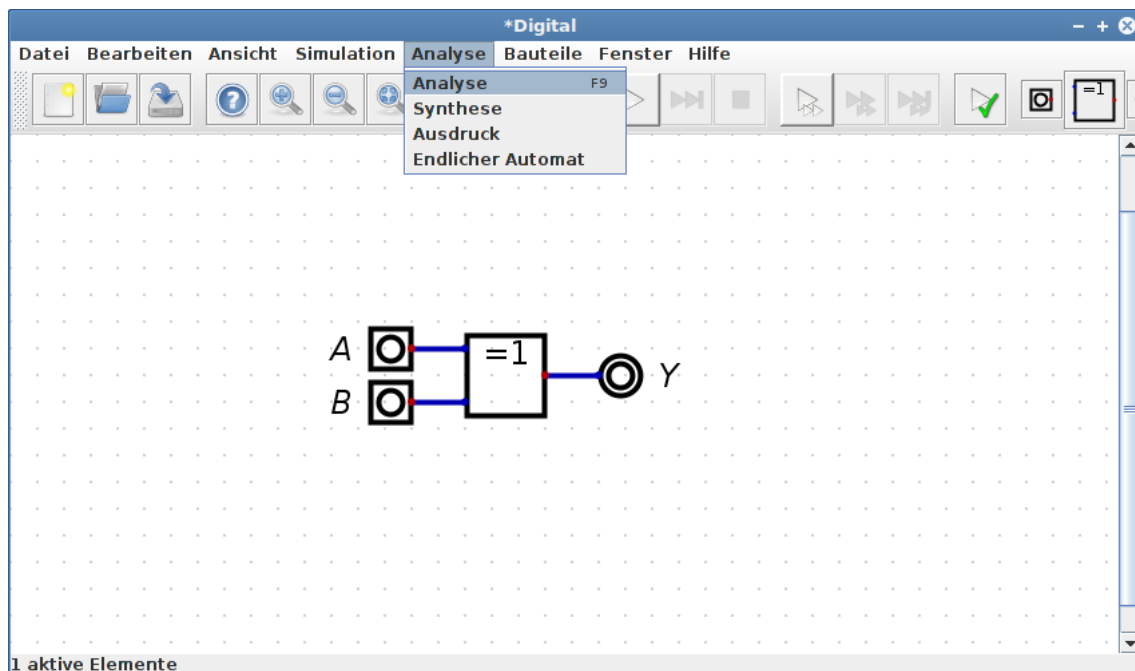 *Digital
Datei Bearbeiten Ansicht Simulation Analyse Bauteile Fenster Hilfe
Analyse F9
Synthese
Ausdruck
Endlicher Automat
=1
A
=1
Y
B
1 aktive Elemente